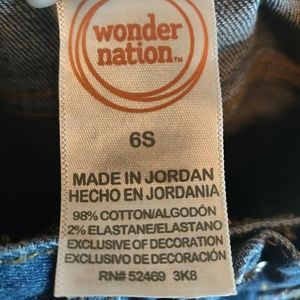 wonder
nation™
6S
MADE IN JORDAN
HECHO EN JORDANIA
98% COTTON/ALGODÓN
2% ELASTANE/ELASTANO
EXCLUSIVE OF DECORATION
EXCLUSIVO DE DECORACIÓN
RN# 52469 3K8